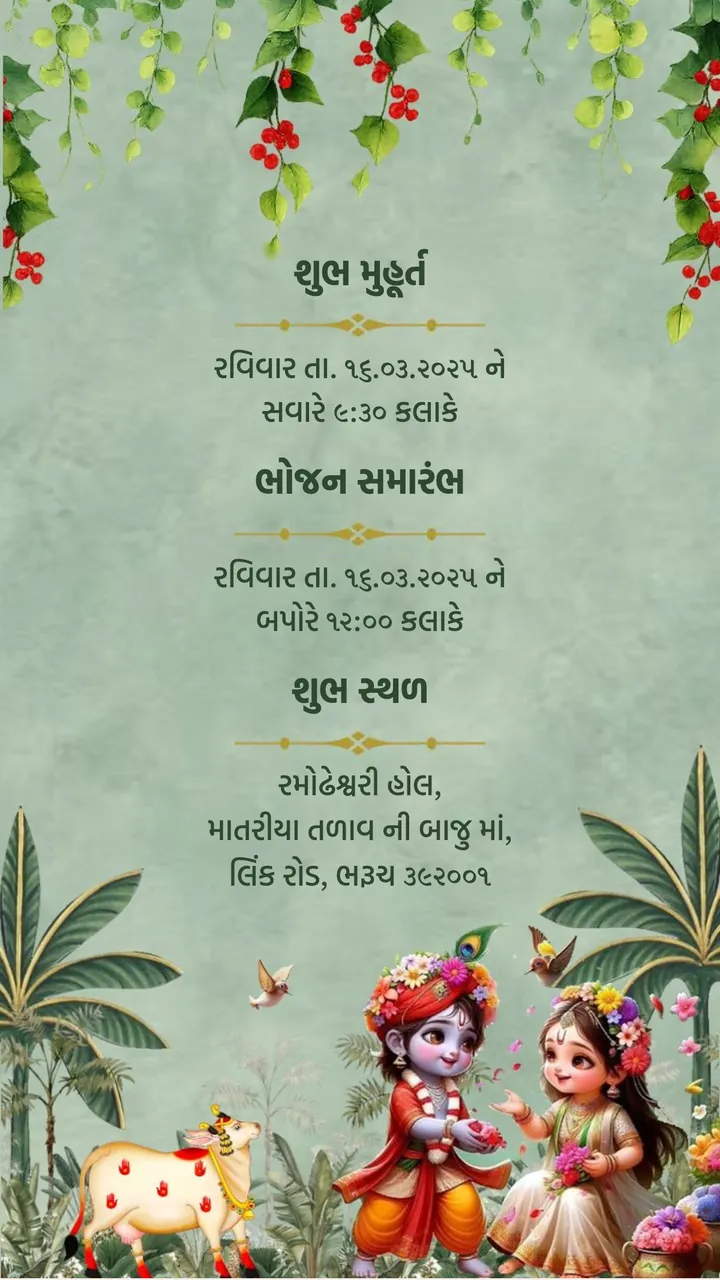 શુભ મુહૂર્ત
રવિવાર તા. ૧૬.૦૩.૨૦૨૫ ને
સવારે ૯:૩૦ કલાકે
ભોજન સમારંભ
રવિવાર તા. ૧૬.૦૩.૨૦૨૫ ને
બપોરે ૧૨:૦૦ કલાકે
શુભ સ્થળ
રમોઢેશ્વરી હોલ,
માતરીયા તળાવ ની બાજુ માં,
લિંક રોડ, ભરૂચ ૩૯૨૦૦૧